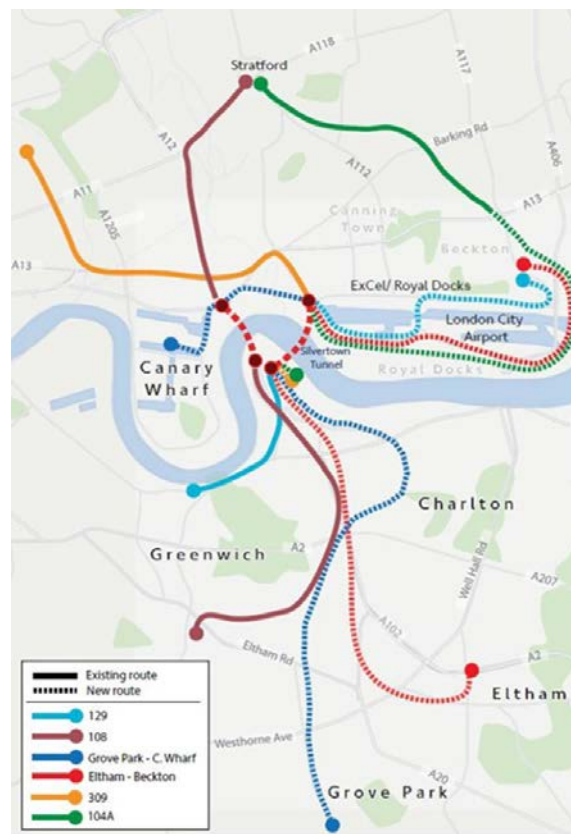 A118
A117
Stratford
A12
A112
Barking Rd
A406
A11
A1205
A13
Canning
Town
Beckton
A13
ExCel/ Royal Docks
London City
Airport
Silvertown
Tunnel
Royal Docks
Canary
Wharf
Charlton
Greenwich
A2
Well Hall Rd
A207
A102
Eltham Rd
A2
Eltham
Westhorne Ave
A20
Grove Park
Existing route
New route
129
108
Grove Park - C. Wharf
Eltham - Beckton
309
104A